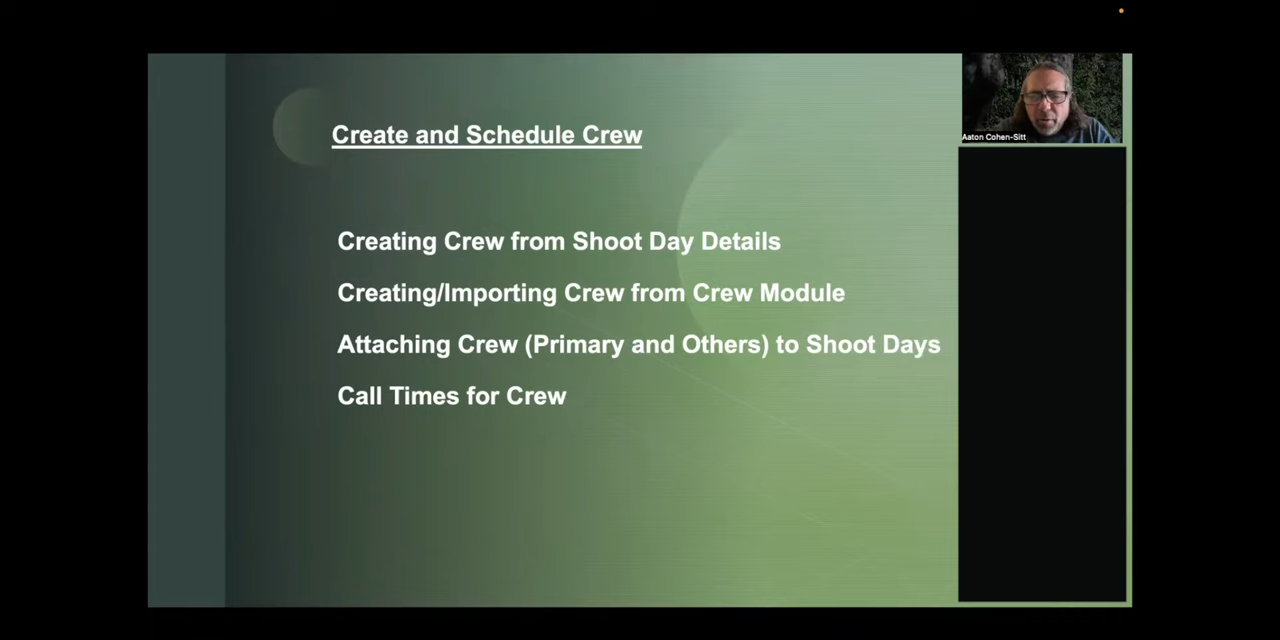 Create and Schedule Crew
Aaton Cohen-Sitt
Creating Crew from Shoot Day Details
Creating/Importing Crew from Crew Module
Attaching Crew (Primary and Others) to Shoot Days
Call Times for Crew